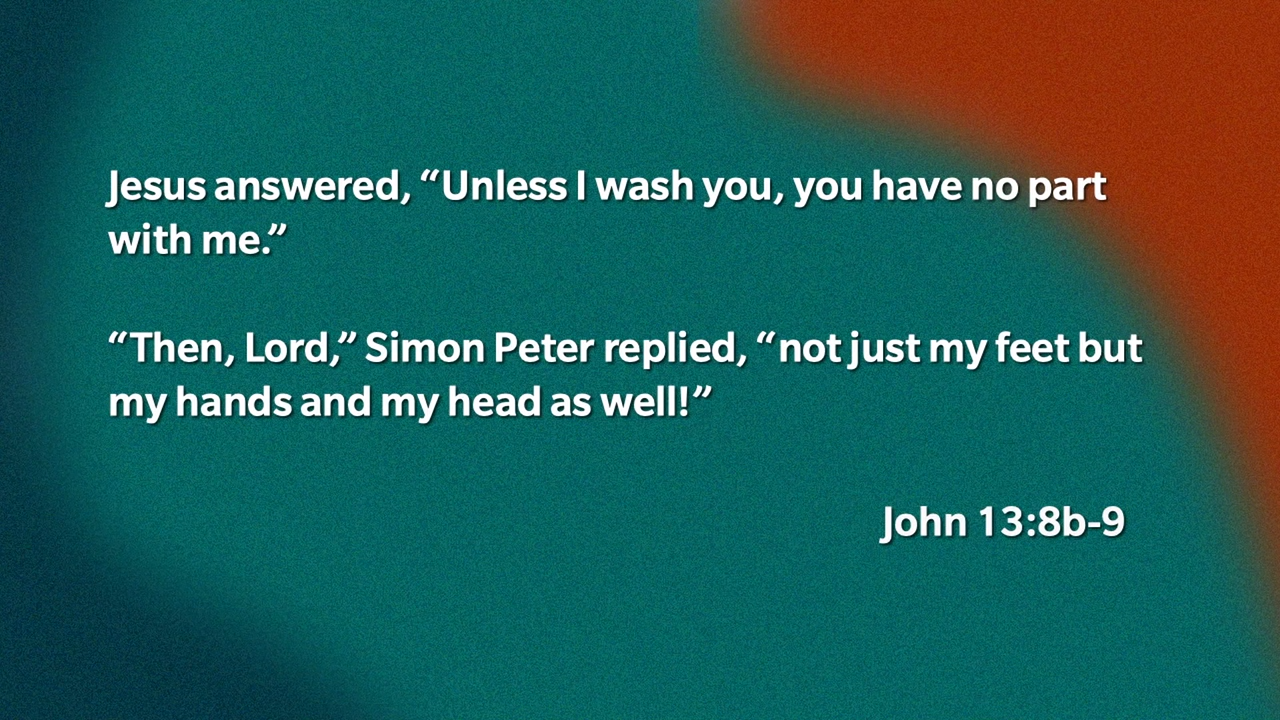 Jesus answered, “Unless I wash you, you have no part
with me.”
“Then, Lord,” Simon Peter replied, “not just my feet but
my hands and my head as well!”
John 13:8b-9